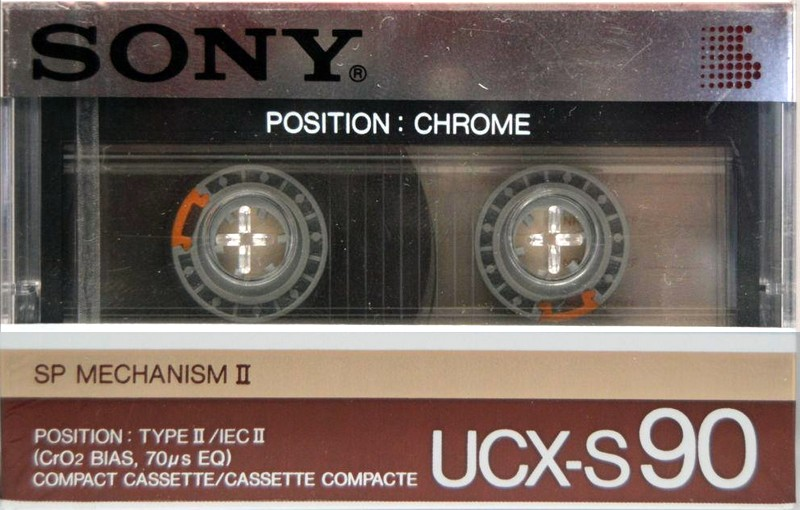 SONY®
POSITION : CHROME
SP MECHANISM II
POSITION : TYPE II/IEC II
(CrO2 BIAS, 70µs EQ)
COMPACT CASSETTE/CASSETTE COMPACTE
UCX-S 90